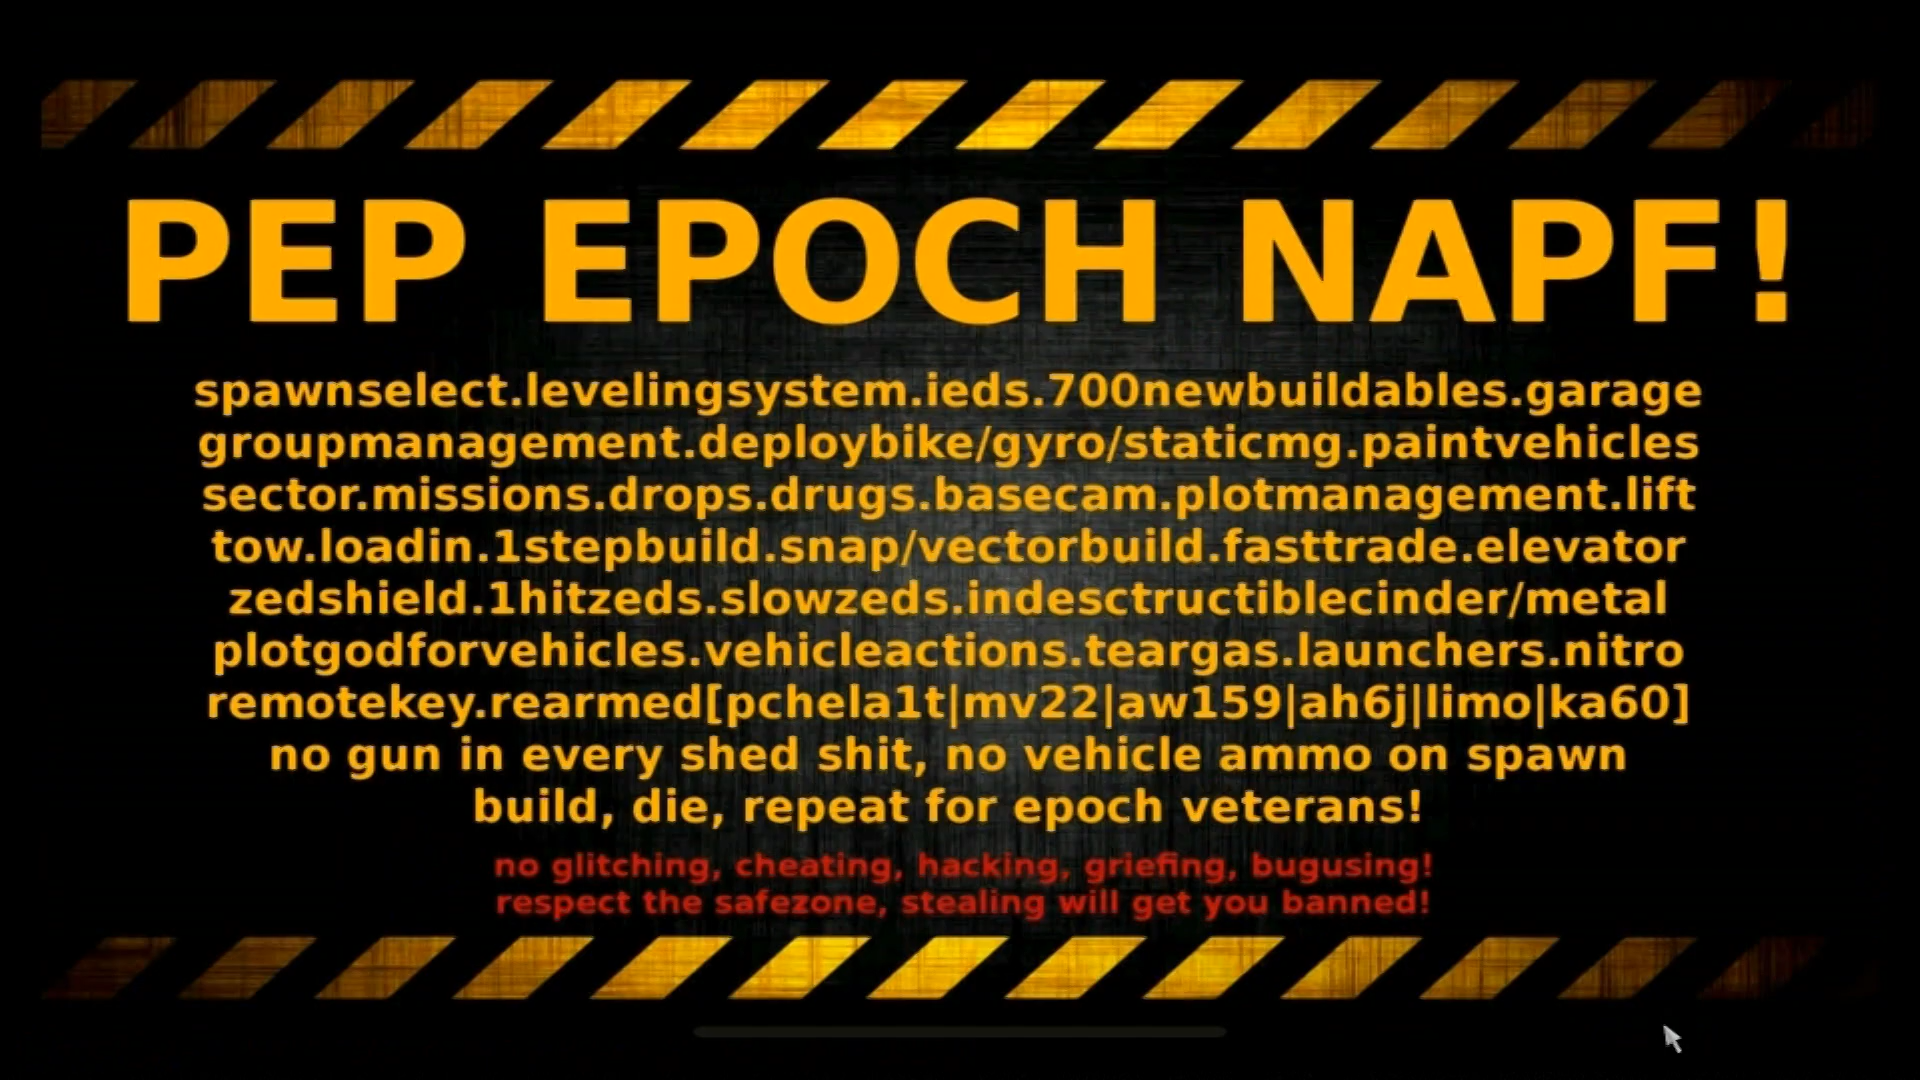 PEP EPOCH NAPF!
spawnselect.levelingsystem.ieds.700newbuildables.garage
groupmanagement.deploybike/gyro/staticmg.paintvehicles
sector.missions.drops.drugs.basecam.plotmanagement.lift
tow.loadin.1stepbuild.snap/vectorbuild.fasttrade.elevator
zedshield.1hitzeds.slowzeds.indesctructiblecinder/metal
plotgodforvehicles.vehicleactions.teargas.launchers.nitro
remotekey.rearmed[pchela1t|mv22|aw159|ah6j|limo|ka60]
no gun in every shed shit, no vehicle ammo on spawn
build, die, repeat for epoch veterans!
no glitching, cheating, hacking, griefing, bugusing!
respect the safezone, stealing will get you banned!